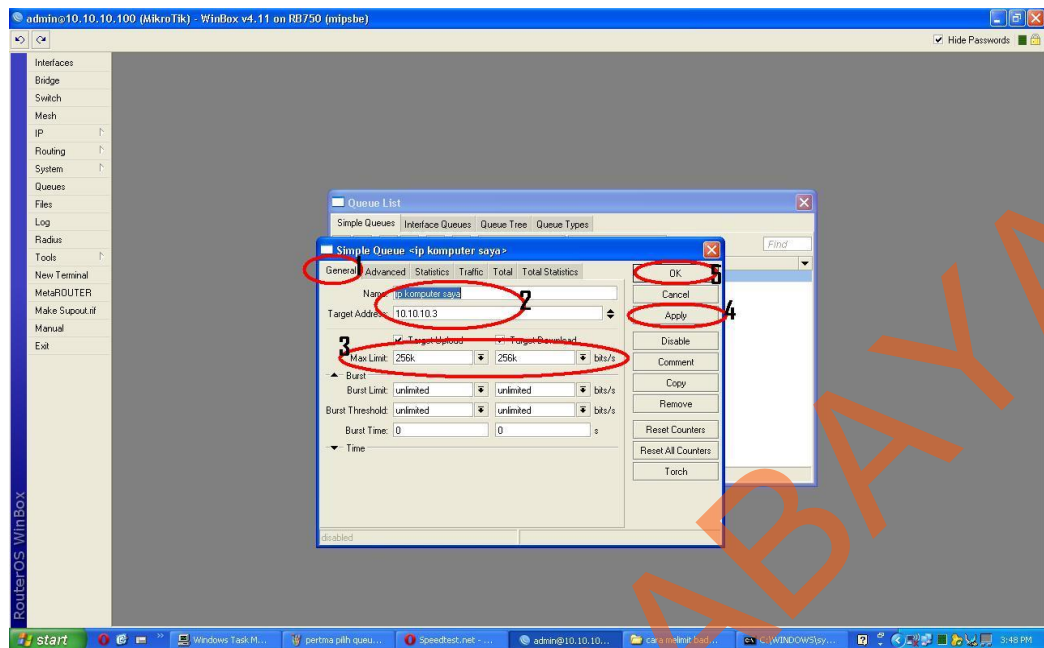 admin@10.10.10.100 (MikroTik) - WinBox v4.11 on RB750 (mipsbe)
Hide Passwords
Interfaces
Bridge
Switch
Mesh
IP
Routing
System
Queues
Files
Log
Radius
Tools
New Terminal
MetaROUTER
Make Supout.rif
Manual
Exit
RouterOS WinBox
Queue List
Simple Queues Interface Queues Queue Tree Queue Types
Find
Simple Queue <ip komputer saya>
1
General Advanced Statistics Traffic Total Total Statistics
Name: ip komputer saya
2
Target Address: 10.10.10.3
3
Target Upload Target Download
Max Limit: 256k 256k bits/s
Burst
Burst Limit: unlimited unlimited bits/s
Burst Threshold: unlimited unlimited bits/s
Burst Time: 0 0 s
Time
OK
5
Cancel
Apply
4
Disable
Comment
Copy
Remove
Reset Counters
Reset All Counters
Torch
disabled
ABAYA
start
Windows Task M...
pertma pilh queu...
Speedtest.net - ...
admin@10.10.10...
cara melimit bad...
C:\WINDOWS\sy...
3:48 PM